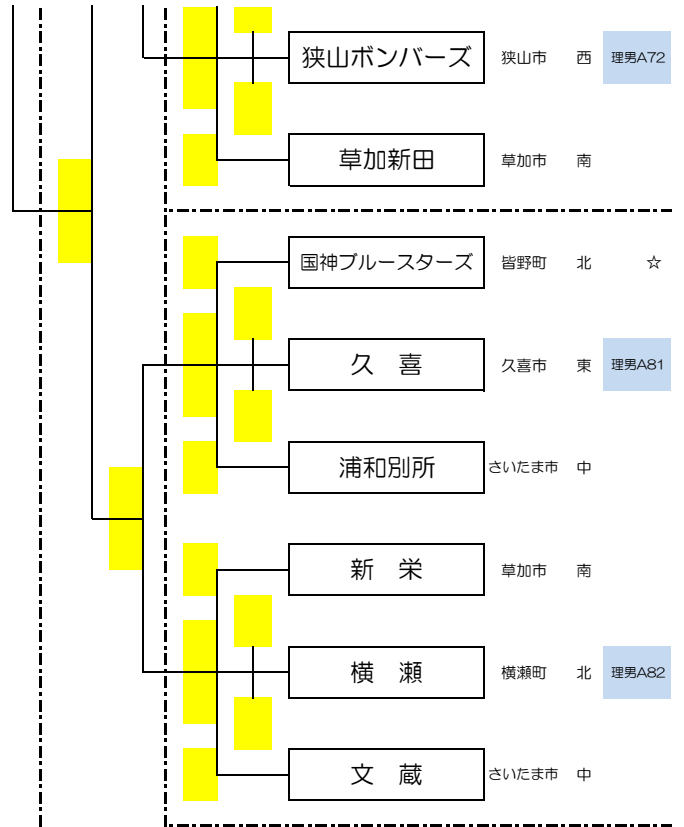 狭山ボンバーズ 狭山市 西 理男A72
草加新田 草加市 南
国神ブルースターズ 皆野町 北 ☆
久 喜 久喜市 東 理男A81
浦和別所 さいたま市 中
新 栄 草加市 南
横 瀬 横瀬町 北 理男A82
文 蔵 さいたま市 中